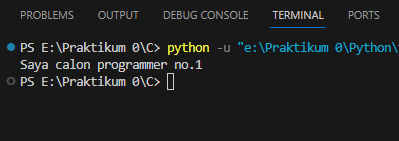 PROBLEMS OUTPUT DEBUG CONSOLE TERMINAL PORTS
PS E:\Praktikum 0\C> python -u "e:\Praktikum 0\Python\
Saya calon programmer no.1
PS E:\Praktikum 0\C>